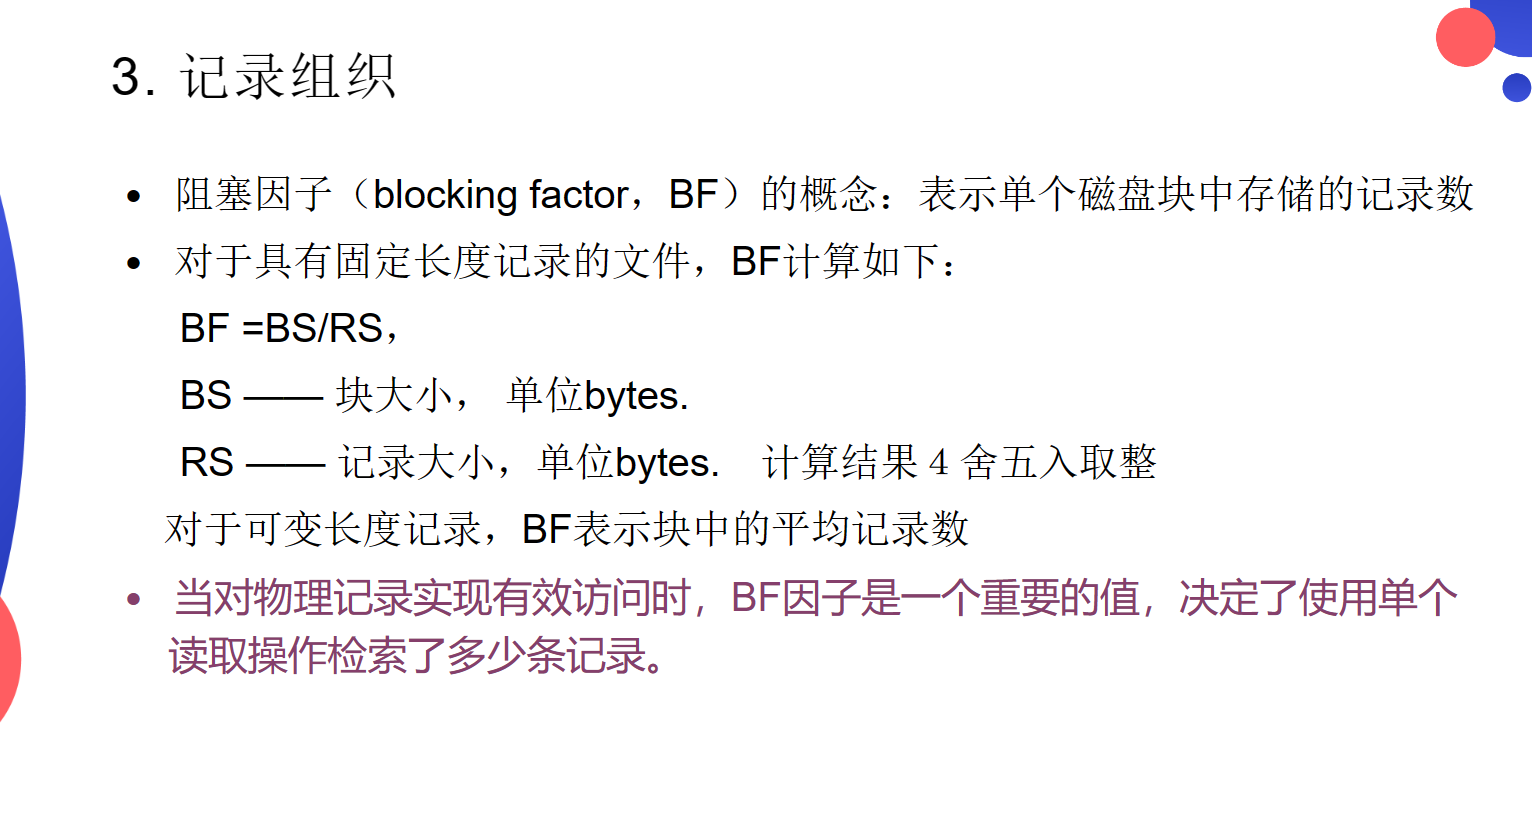 3. 记录组织
• 阻塞因子（blocking factor，BF）的概念：表示单个磁盘块中存储的记录数
• 对于具有固定长度记录的文件，BF计算如下：
BF =BS/RS，
BS —— 块大小， 单位bytes.
RS —— 记录大小，单位bytes. 计算结果４舍五入取整
对于可变长度记录，BF表示块中的平均记录数
• 当对物理记录实现有效访问时，BF因子是一个重要的值，决定了使用单个
读取操作检索了多少条记录。